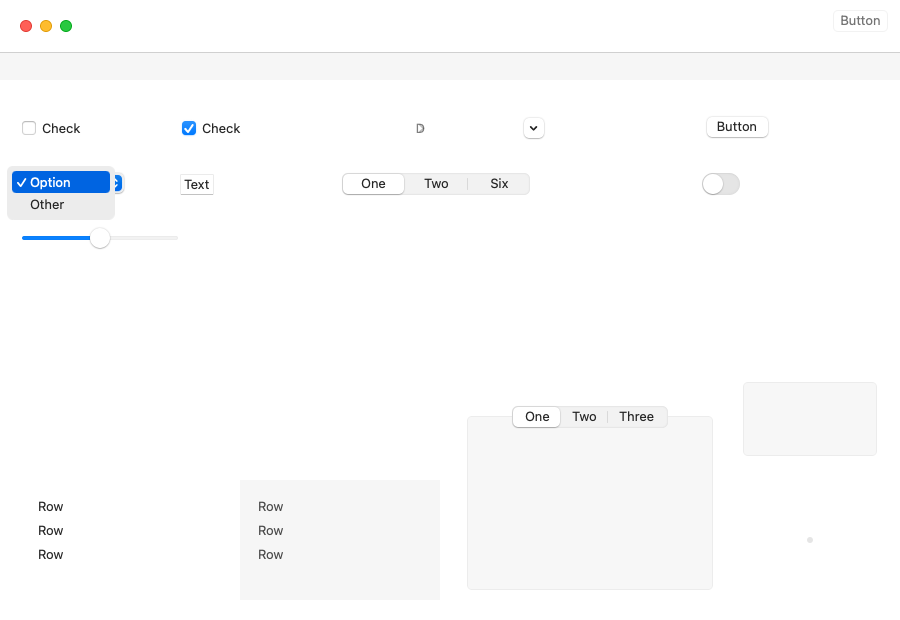 Button
Check
Check
D
Button
Option
Other
Text
One Two Six
One Two Three
Row
Row
Row
Row
Row
Row